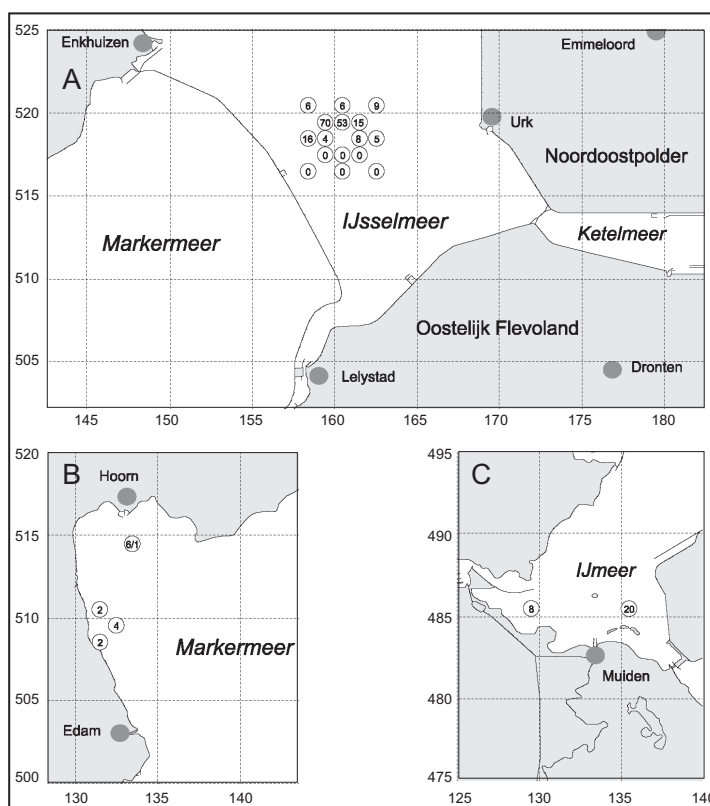 525
Enkhuizen
Emmeloord
A
6 6 9
520
70 53 15
Urk
16 4 8 5
0 0 0
Noordoostpolder
0 0 0
515
IJsselmeer
Ketelmeer
Markermeer
510
Oostelijk Flevoland
505
Lelystad
Dronten
145 150 155 160 165 170 175 180
520
B
Hoorn
515
6/1
2
510
4
2
Markermeer
505
Edam
500
130 135 140
495
C
490
IJmeer
8 20
485
Muiden
480
475
125 130 135 140